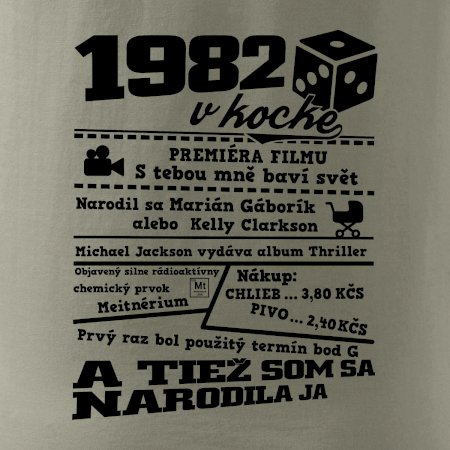 1982
v kocke
PREMIÉRA FILMU
S tebou mně baví svět
Narodil sa Marián Gáborík
alebo Kelly Clarkson
Michael Jackson vydáva album Thriller
Objavený silne rádioaktívny
chemický prvok
Meitnérium
Mt
Nákup:
CHLIEB ... 3,80 KČS
PIVO ... 2,40 KČS
Prvý raz bol použitý termín bod G
A TIEŽ SOM SA
NARODILA JA